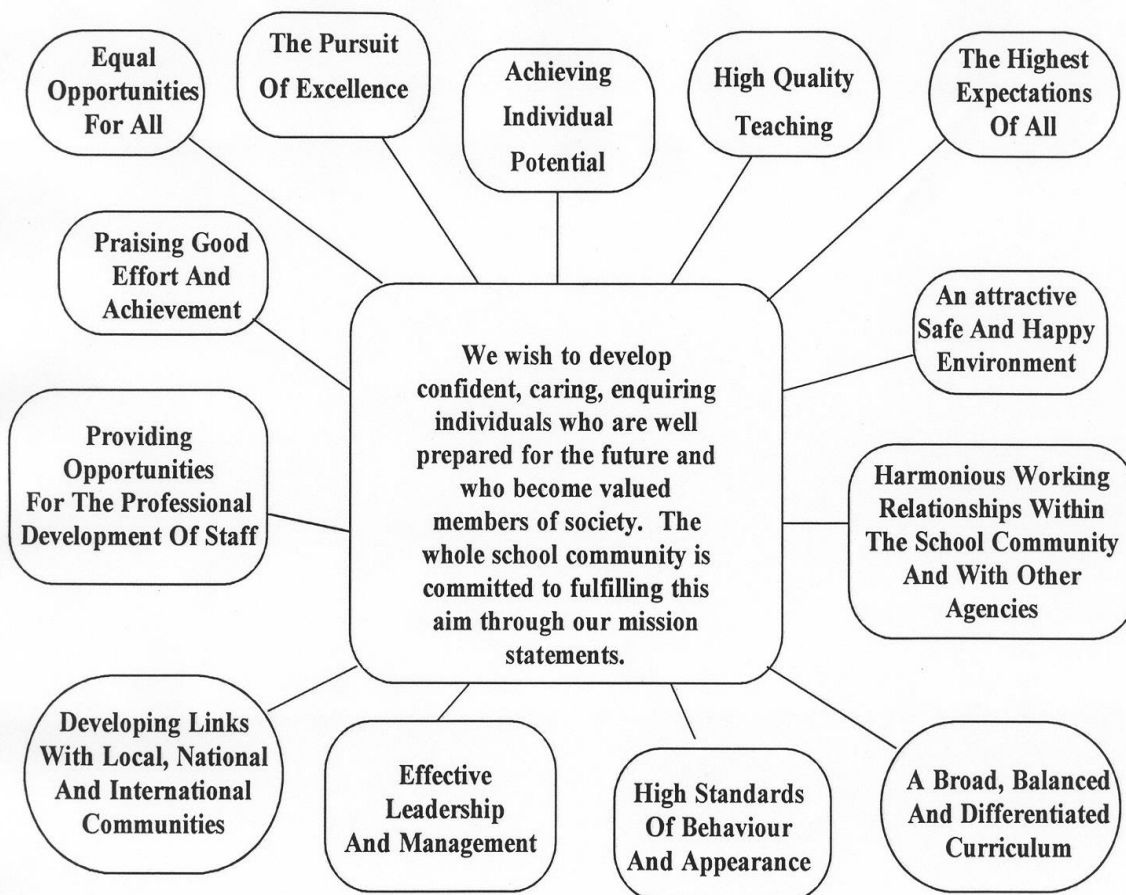 Equal
Opportunities
For All
The Pursuit
Of Excellence
Achieving
Individual
Potential
High Quality
Teaching
The Highest
Expectations
Of All
Praising Good
Effort And
Achievement
An attractive
Safe And Happy
Environment
We wish to develop
confident, caring, enquiring
individuals who are well
prepared for the future and
who become valued
members of society.  The
whole school community is
committed to fulfilling this
aim through our mission
statements.
Providing
Opportunities
For The Professional
Development Of Staff
Harmonious Working
Relationships Within
The School Community
And With Other
Agencies
Developing Links
With Local, National
And International
Communities
Effective
Leadership
And Management
High Standards
Of Behaviour
And Appearance
A Broad, Balanced
And Differentiated
Curriculum